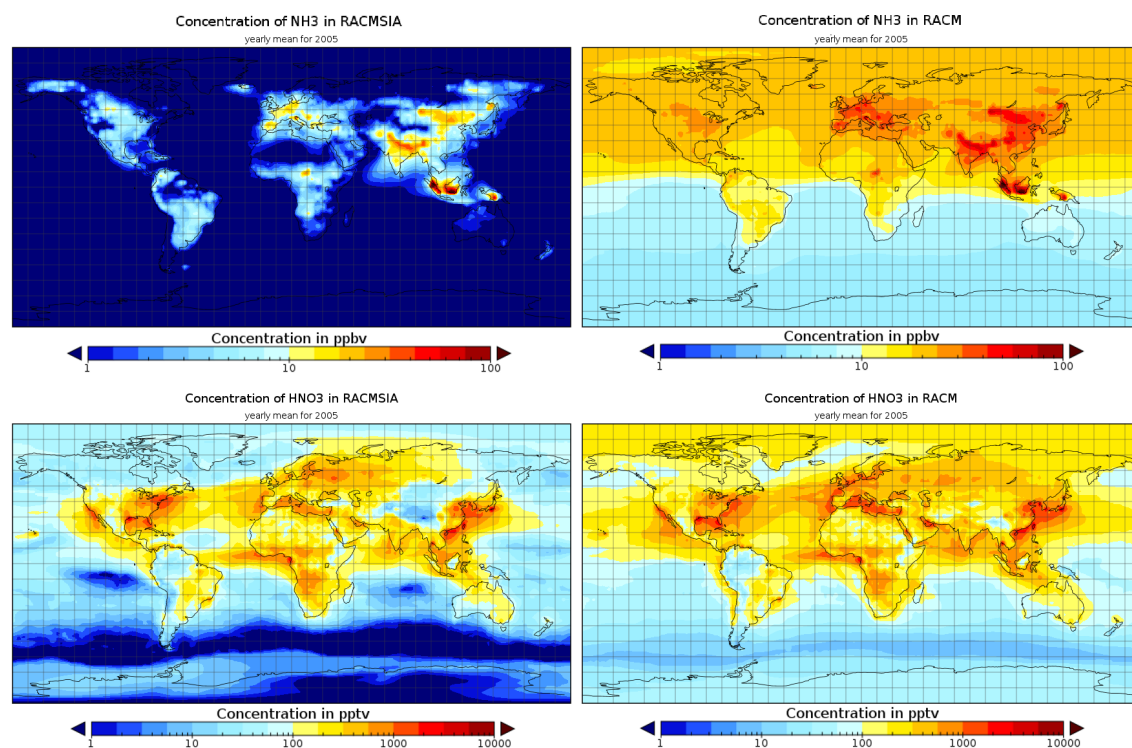 Concentration of NH3 in RACMSIA
yearly mean for 2005
Concentration in ppbv
1 10 100
Concentration of NH3 in RACM
yearly mean for 2005
Concentration in ppbv
1 10 100
Concentration of HNO3 in RACMSIA
yearly mean for 2005
Concentration in pptv
1 10 100 1000 10000
Concentration of HNO3 in RACM
yearly mean for 2005
Concentration in pptv
1 10 100 1000 10000